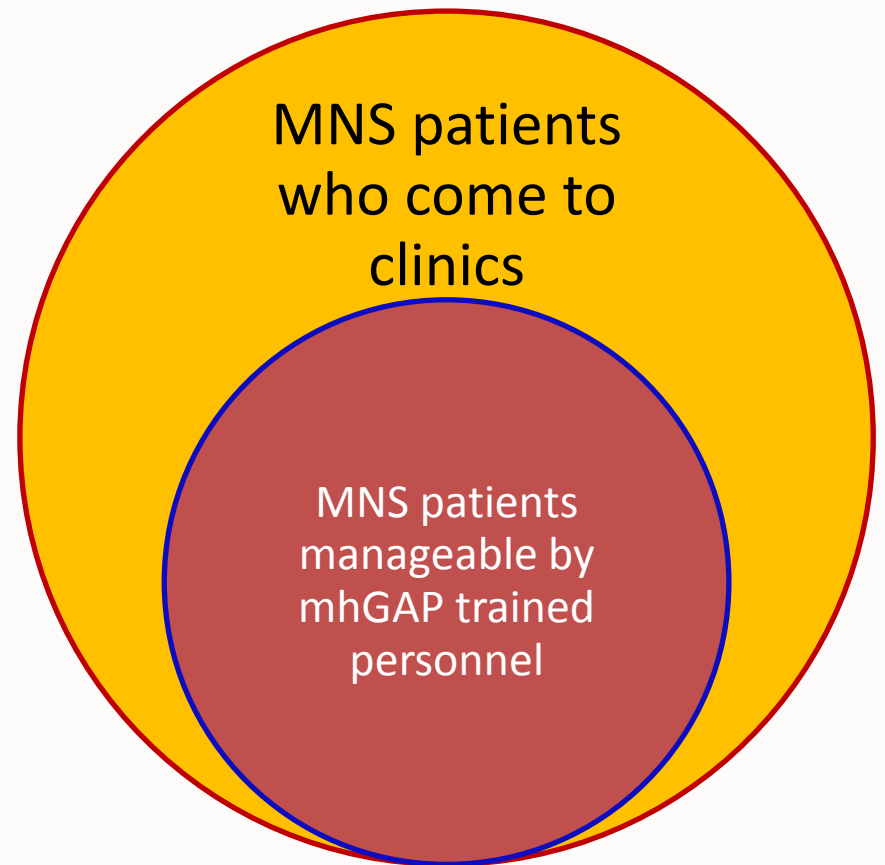 MNS patients
who come to
clinics
MNS patients
manageable by
mhGAP trained
personnel